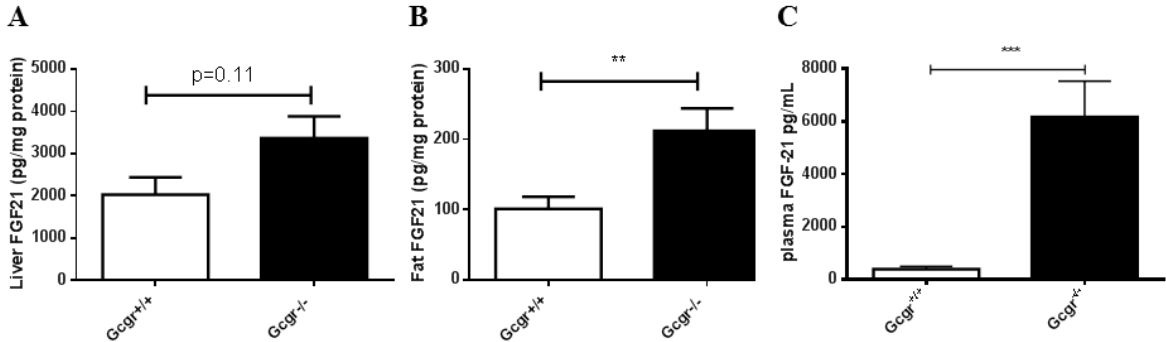 A
B
C
Liver FGF21 (pg/mg protein)
5000
4000
3000
2000
1000
0
p=0.11
Gcgr+/+
Gcgr-/-
Fat FGF21 (pg/mg protein)
300
200
100
0
**
Gcgr+/+
Gcgr-/-
plasma FGF-21 pg/mL
8000
6000
4000
2000
0
***
Gcgr+/+
Gcgr-/-